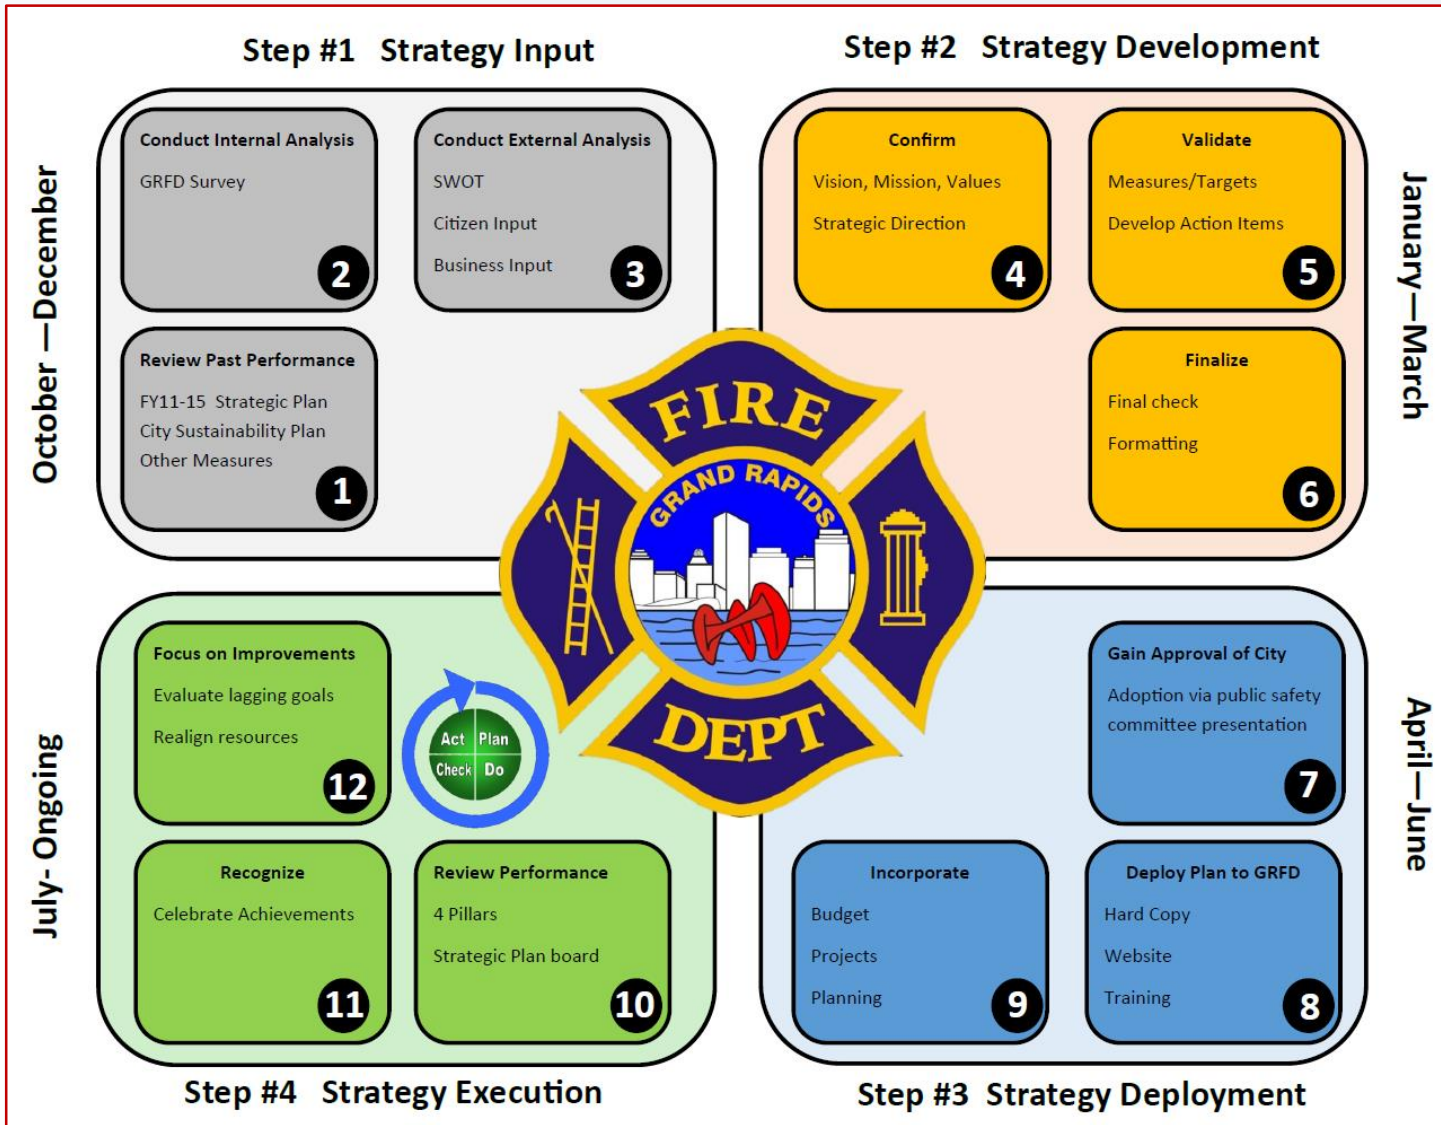 Step #1 Strategy Input
October —December
Conduct Internal Analysis
GRFD Survey
2
Conduct External Analysis
SWOT
Citizen Input
Business Input
3
Review Past Performance
FY11-15 Strategic Plan
City Sustainability Plan
Other Measures
1
Step #2 Strategy Development
January—March
Confirm
Vision, Mission, Values
Strategic Direction
4
Validate
Measures/Targets
Develop Action Items
5
Finalize
Final check
Formatting
6
FIRE
GRAND RAPIDS
DEPT
April—June
Gain Approval of City
Adoption via public safety
committee presentation
7
Incorporate
Budget
Projects
Planning
9
Deploy Plan to GRFD
Hard Copy
Website
Training
8
Step #3 Strategy Deployment
July- Ongoing
Focus on Improvements
Evaluate lagging goals
Realign resources
12
Act Plan
Check Do
Recognize
Celebrate Achievements
11
Review Performance
4 Pillars
Strategic Plan board
10
Step #4 Strategy Execution